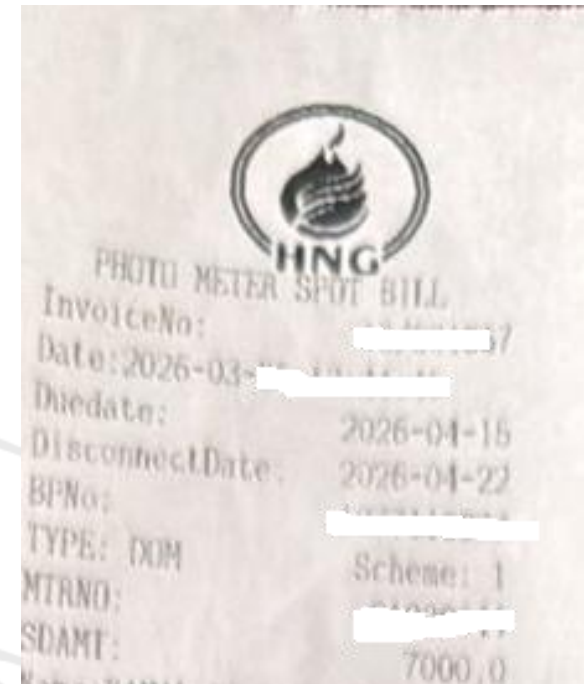 HNG
PHOTO METER SPOT BILL
InvoiceNo:
Date:2026-03-
Duedate: 2026-04-15
DisconnectDate: 2026-04-22
BPNo:
TYPE: DOM Scheme: 1
MTRNO:
SDAMT: 7000.0